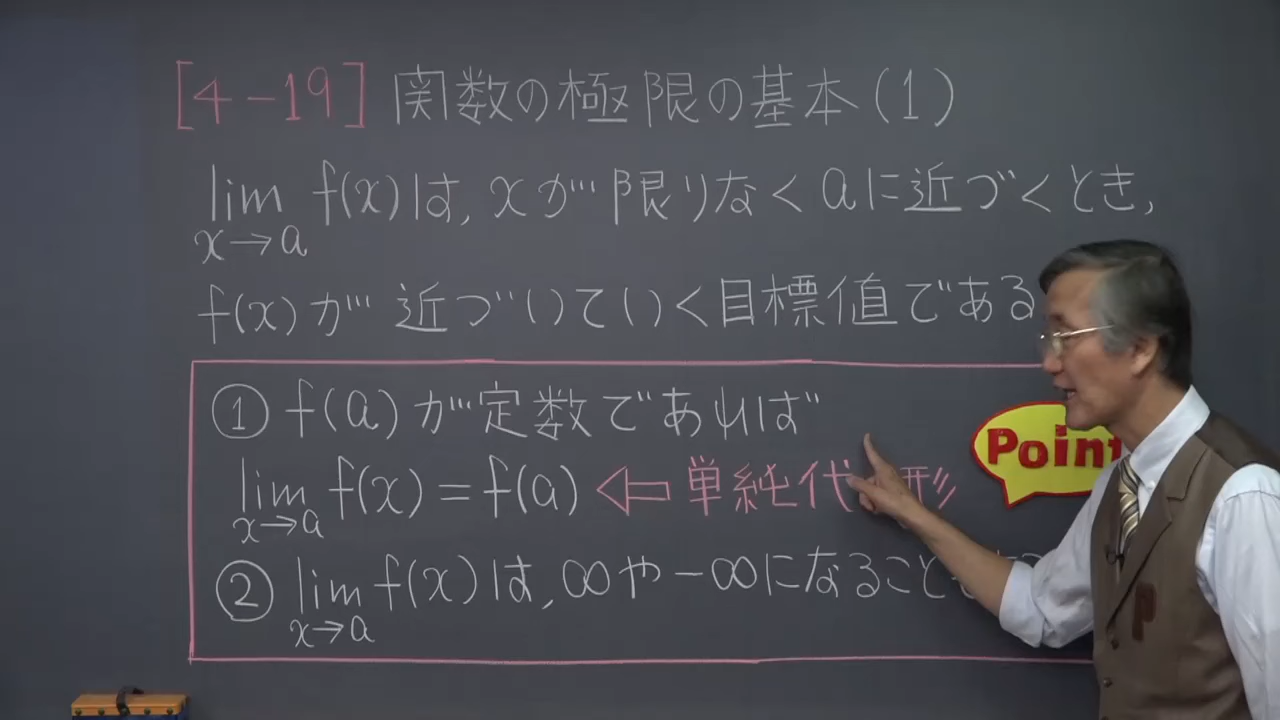 [4-19] 関数の極限の基本(1)
lim f(x)は, xが限りなくaに近づくとき,
x→a
f(x)が近づいていく目標値である
① f(a)が定数であれば
lim f(x) = f(a) ⇐ 単純代 形
x→a
Point
② lim f(x)は, ∞や-∞になること
x→a